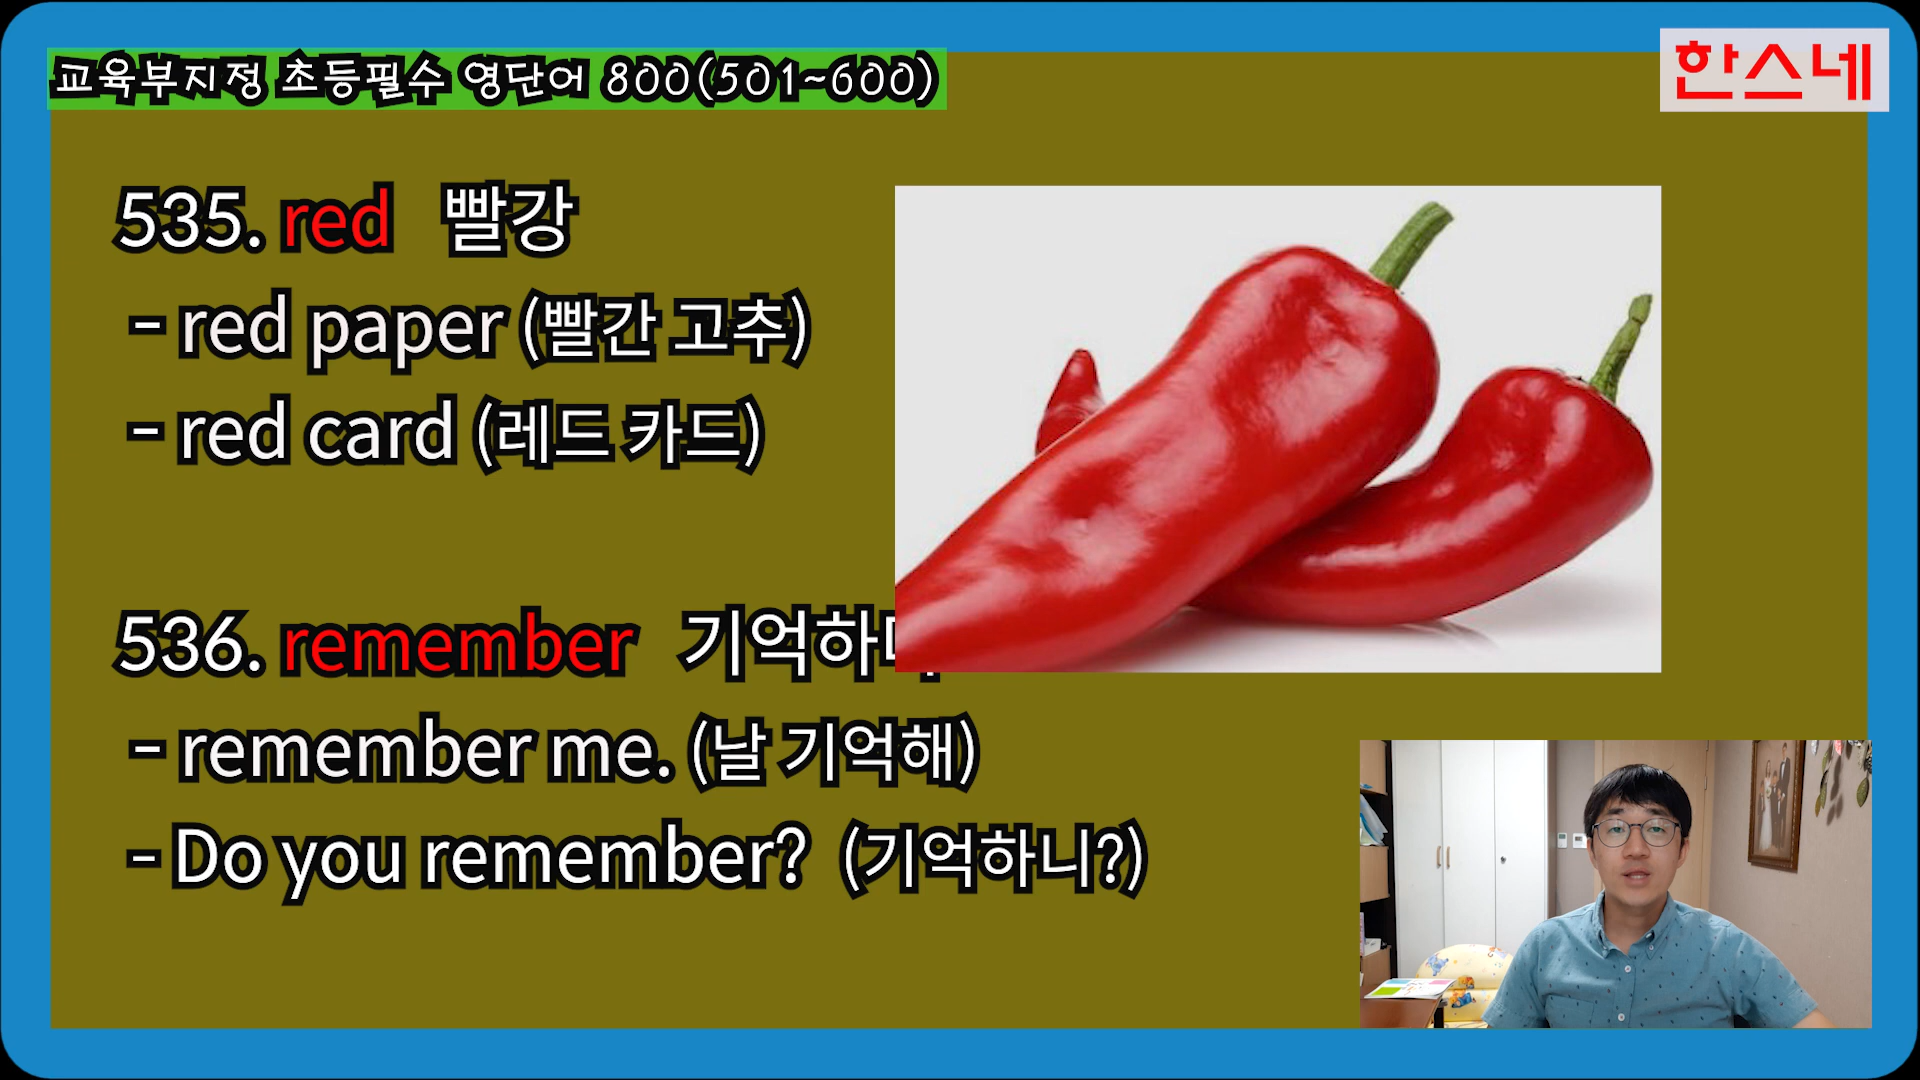 교육부지정 초등필수 영단어 800(501~600)
한스네
535. red 빨강
- red paper (빨간 고추)
- red card (레드 카드)
536. remember 기억하
- remember me. (날 기억해)
- Do you remember? (기억하니?)